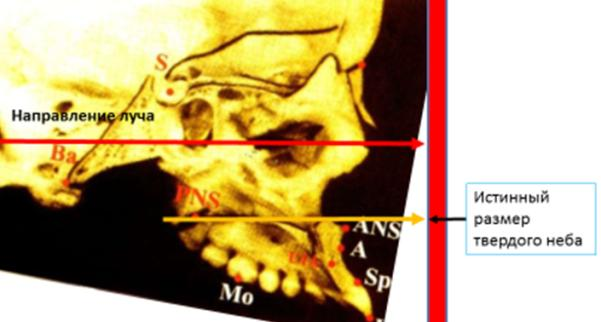 S
Направление луча
Ba
PNS
Истинный
размер
твердого неба
ANS
A
Sp
Mo